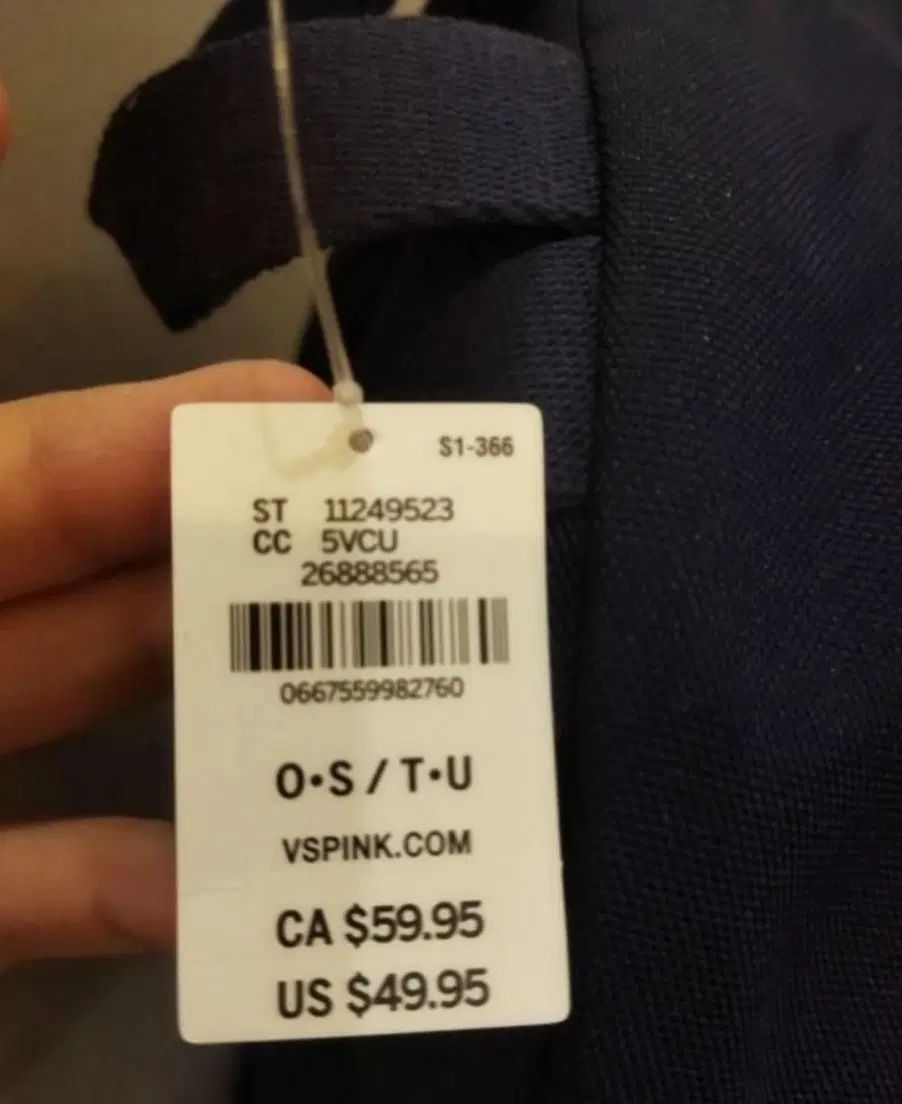 S1-366
ST 11249523
CC 5VCU
26888565
0667559982760
O•S / T•U
VSPINK.COM
CA $59.95
US $49.95